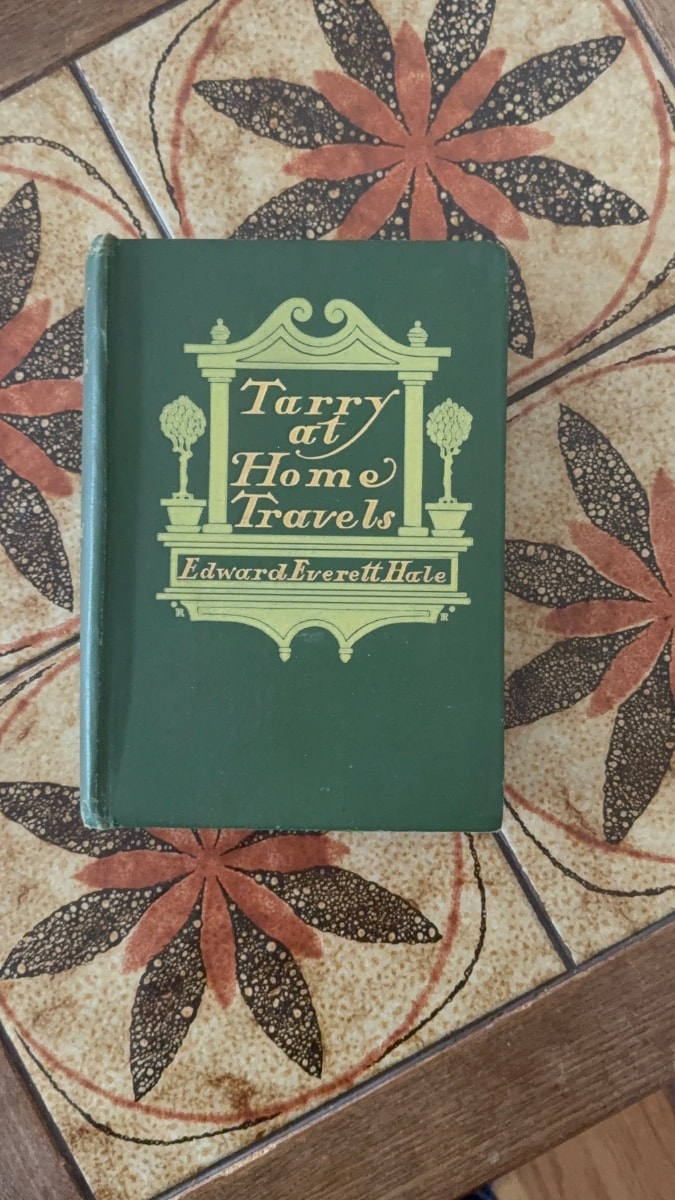 Tarry
at
Home
Travels
Edward Everett Hale